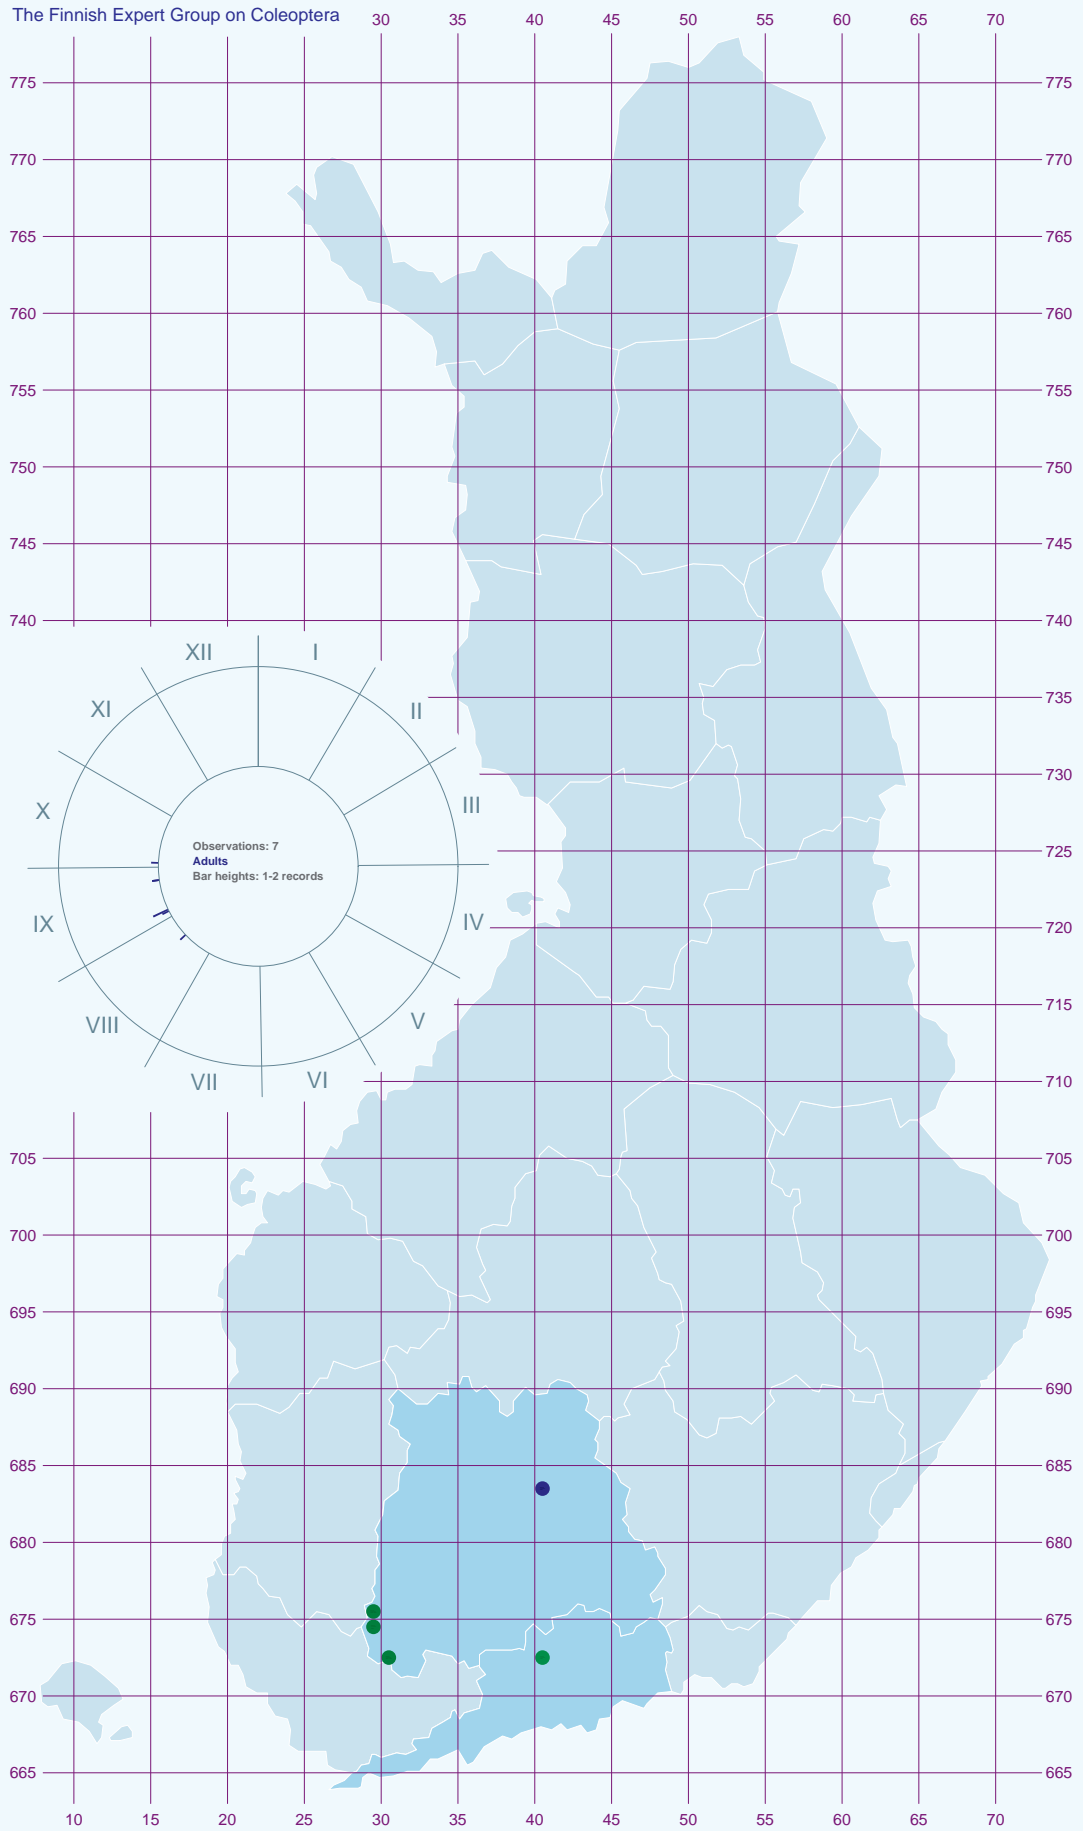 The Finnish Expert Group on Coleoptera
30 35 40 45 50 55 60 65 70
775 775
770 770
765 765
760 760
755 755
750 750
745 745
740 740
XII I
XI II
735
730
X III
Observations: 7
Adults
Bar heights: 1-2 records
725
IX IV
720
715
VIII V
VII VI
710
705 705
700 700
695 695
690 690
685 685
680 680
675 675
670 670
665 665
10 15 20 25 30 35 40 45 50 55 60 65 70